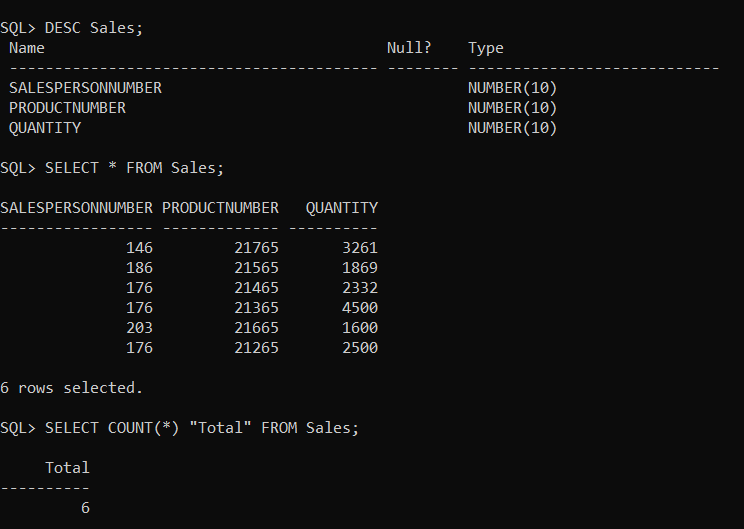 SQL> DESC Sales;
 Name                                      Null?    Type
 ----------------------------------------- -------- ----------------------------
 SALESPERSONNUMBER                                  NUMBER(10)
 PRODUCTNUMBER                                      NUMBER(10)
 QUANTITY                                           NUMBER(10)

SQL> SELECT * FROM Sales;

SALESPERSONNUMBER PRODUCTNUMBER   QUANTITY
----------------- ------------- ----------
              146         21765       3261
              186         21565       1869
              176         21465       2332
              176         21365       4500
              203         21665       1600
              176         21265       2500

6 rows selected.

SQL> SELECT COUNT(*) "Total" FROM Sales;

     Total
----------
         6